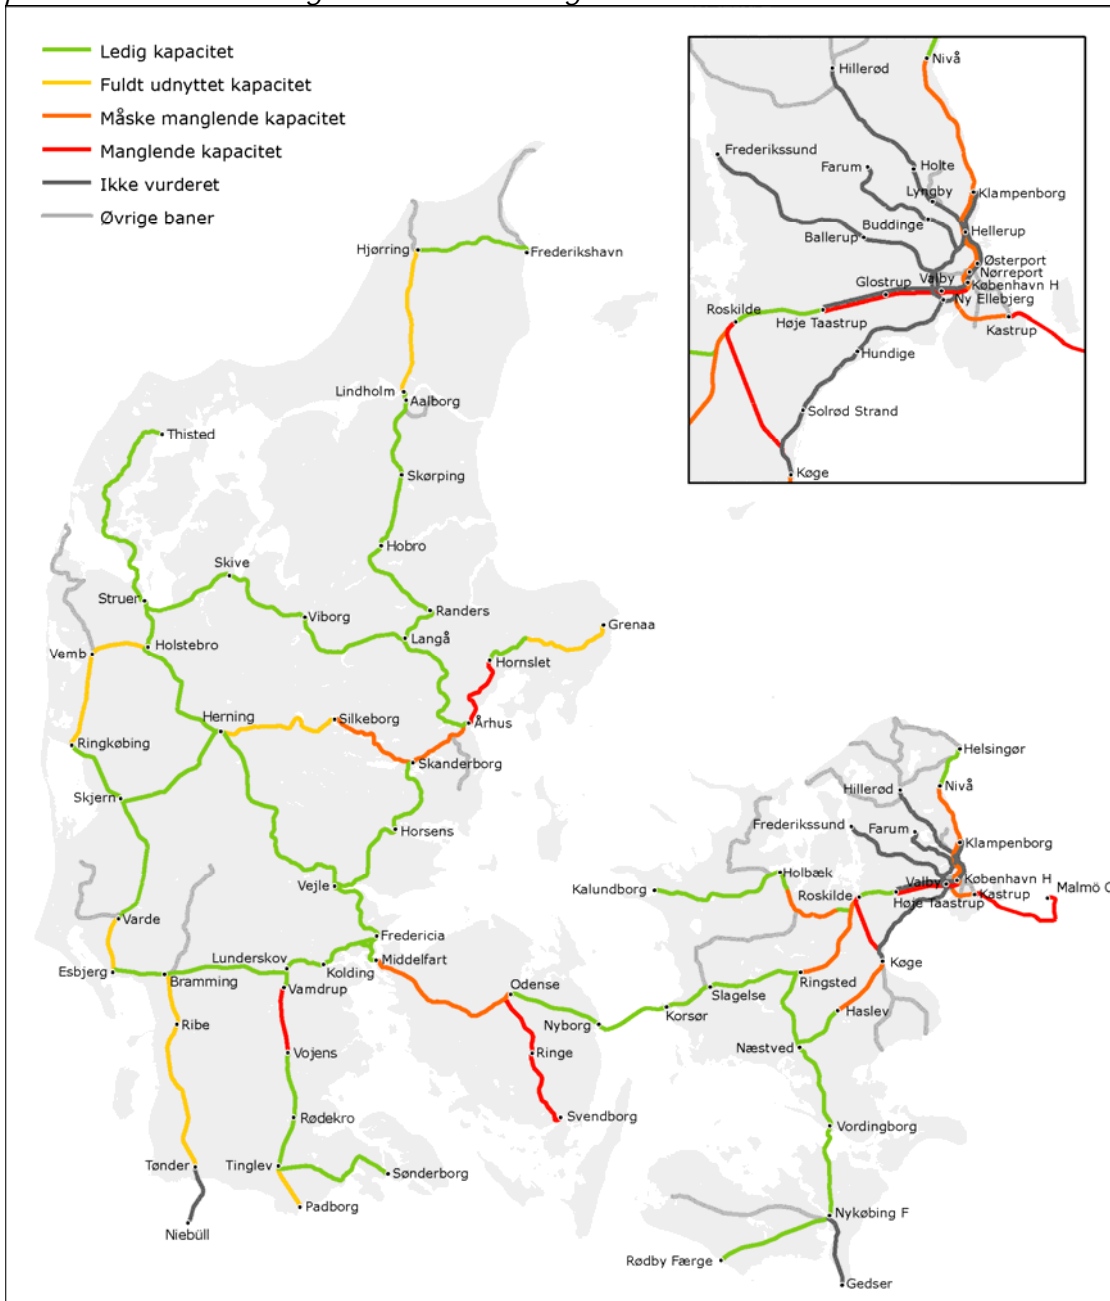 Ledig kapacitet
Fuldt udnyttet kapacitet
Måske manglende kapacitet
Manglende kapacitet
Ikke vurderet
Øvrige baner
Nivå
Hillerød
Frederikssund
Farum
Holte
Lyngby
Klampenborg
Buddinge
Ballerup
Hellerup
Østerport
Nørreport
Valby
København H
Glostrup
Ny Ellebjerg
Roskilde
Høje Taastrup
Kastrup
Hundige
Solrød Strand
Køge
Hjørring
Frederikshavn
Lindholm
Aalborg
Thisted
Skørping
Hobro
Skive
Struer
Viborg
Randers
Langå
Grenaa
Vemb
Holstebro
Hornslet
Herning
Silkeborg
Århus
Ringkøbing
Skanderborg
Skjern
Horsens
Vejle
Varde
Fredericia
Esbjerg
Bramming
Lunderskov
Kolding
Middelfart
Vamdrup
Odense
Nyborg
Korsør
Slagelse
Ringsted
Ribe
Vojens
Ringe
Haslev
Næstved
Rødekro
Svendborg
Vordingborg
Tønder
Tinglev
Sønderborg
Padborg
Niebüll
Nykøbing F
Rødby Færge
Gedser
Helsingør
Hillerød
Nivå
Frederikssund
Farum
Klampenborg
Holbæk
Kalundborg
Roskilde
Valby
København H
Høje Taastrup
Kastrup
Malmö C
Køge